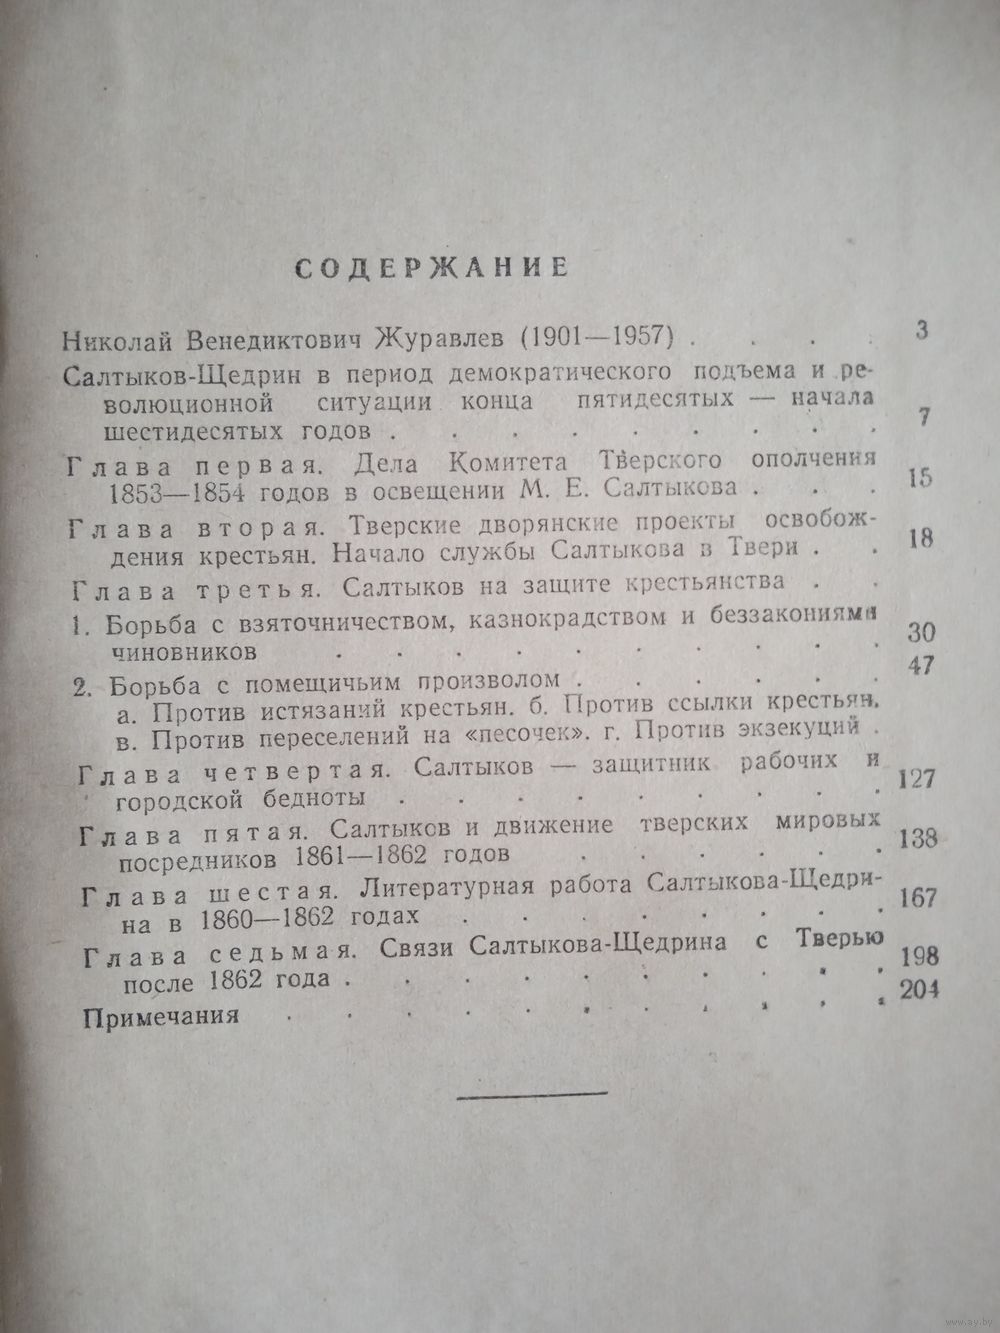 СОДЕРЖАНИЕ
Николай Венедиктович Журавлев (1901—1957) . . . . 3
Салтыков-Щедрин в период демократического подъема и ре-
волюционной ситуации конца пятидесятых — начала
шестидесятых годов . . . . . . . . . 7
Глава первая. Дела Комитета Тверского ополчения
1853—1854 годов в освещении М. Е. Салтыкова . . . 15
Глава вторая. Тверские дворянские проекты освобож-
дения крестьян. Начало службы Салтыкова в Твери . . 18
Глава третья. Салтыков на защите крестьянства . .
1. Борьба с взяточничеством, казнокрадством и беззакониями
чиновников . . . . . . . . . . 30
2. Борьба с помещичьим произволом . . . . . . 47
а. Против истязаний крестьян. б. Против ссылки крестьян.
в. Против переселений на «песочек». г. Против экзекуций .
Глава четвертая. Салтыков — защитник рабочих и
городской бедноты . . . . . . . . . 127
Глава пятая. Салтыков и движение тверских мировых
посредников 1861—1862 годов . . . . . . 138
Глава шестая. Литературная работа Салтыкова-Щедри-
на в 1860—1862 годах . . . . . . . . 167
Глава седьмая. Связи Салтыкова-Щедрина с Тверью
после 1862 года . . . . . . . . . . 198
Примечания . . . . . . . . . . . 204
www.ay.by